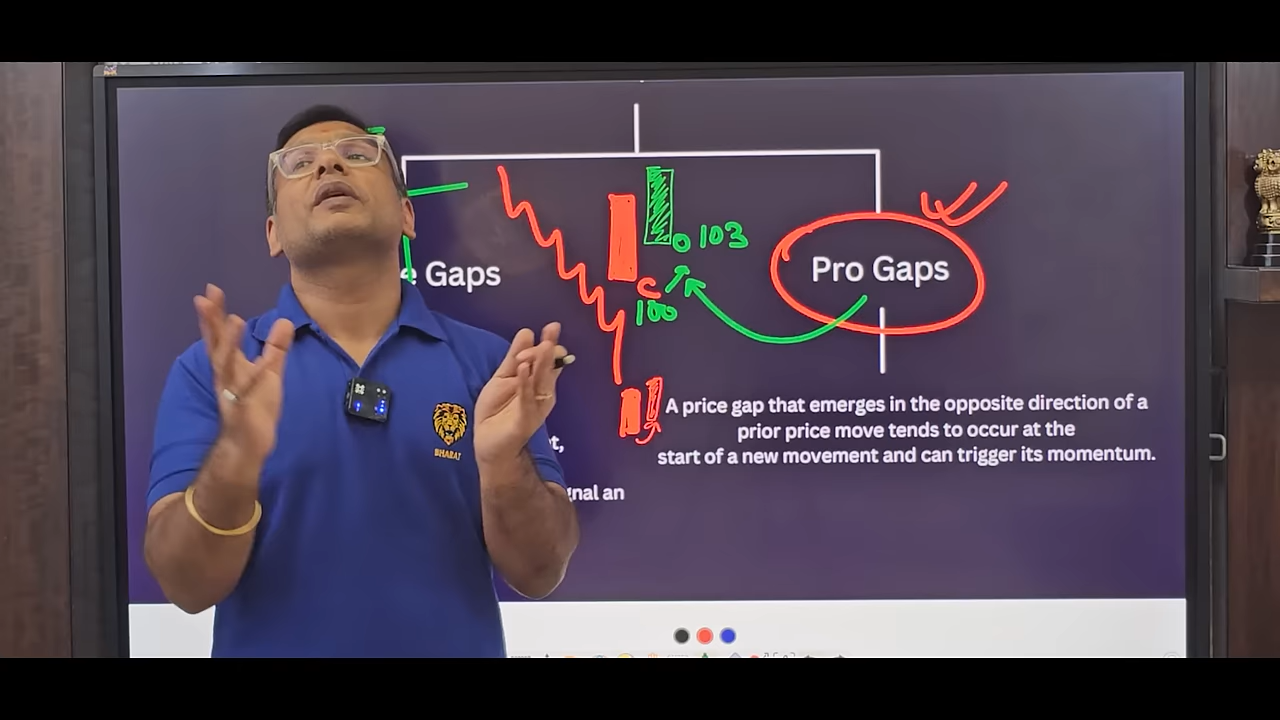 Gaps
Pro Gaps
C
100
O 103
A price gap that emerges in the opposite direction of a
prior price move tends to occur at the
start of a new movement and can trigger its momentum.
an
BHARAT